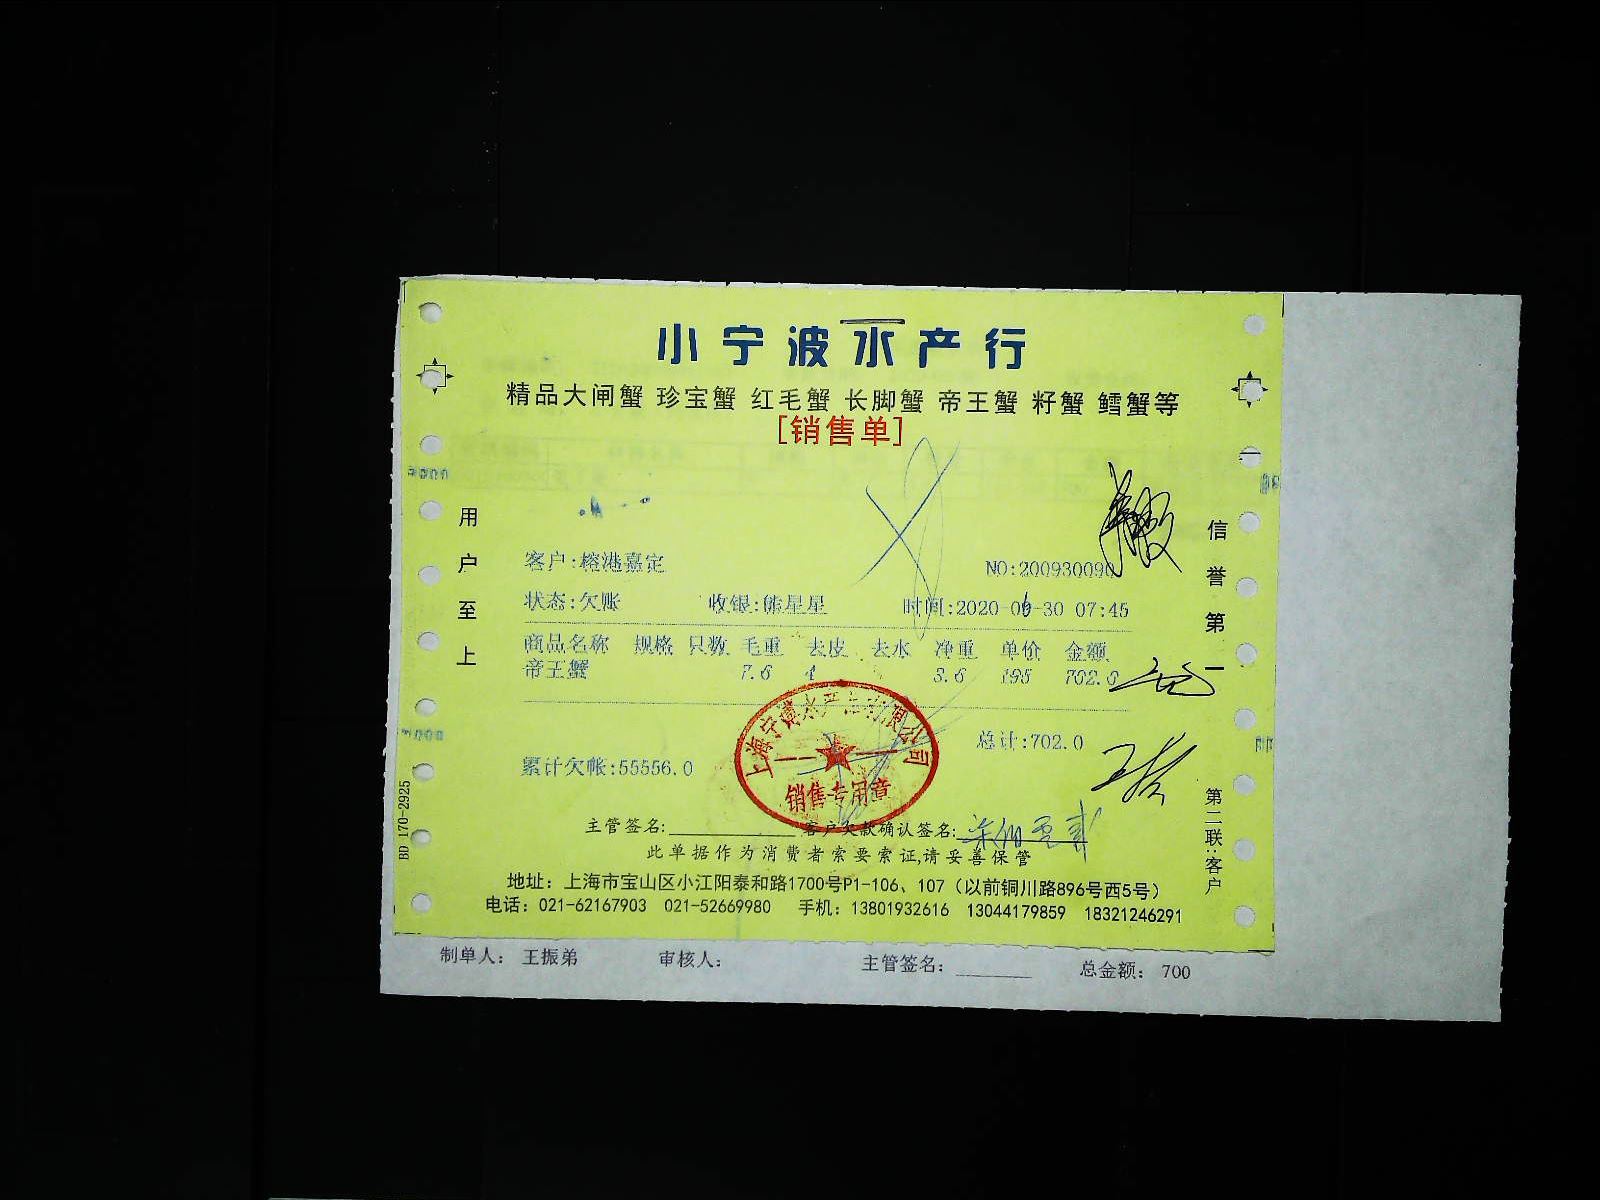 小宁波水产行
精品大闸蟹 珍宝蟹 红毛蟹 长脚蟹 帝王蟹 籽蟹 鳕蟹等
[销售单]
用户至上
信誉第一
客户:榕港嘉定
NO:200930090
状态:欠账 收银:熊星星 时间:2020-06-30 07:45
商品名称 规格 只数 毛重 去皮 去水 净重 单价 金额
帝王蟹 7.6 4 3.6 195 702.0
总计:702.0
累计欠帐:55556.0
销售专用章
BD 170-2925
第二联:客户
主管签名: 客户欠款确认签名:
此单据作为消费者索要索证,请妥善保管
地址：上海市宝山区小江阳泰和路1700号P1-106、107（以前铜川路896号西5号）
电话：021-62167903 021-52669980 手机：13801932616 13044179859 18321246291
制单人： 王振弟 审核人： 主管签名： 总金额： 700